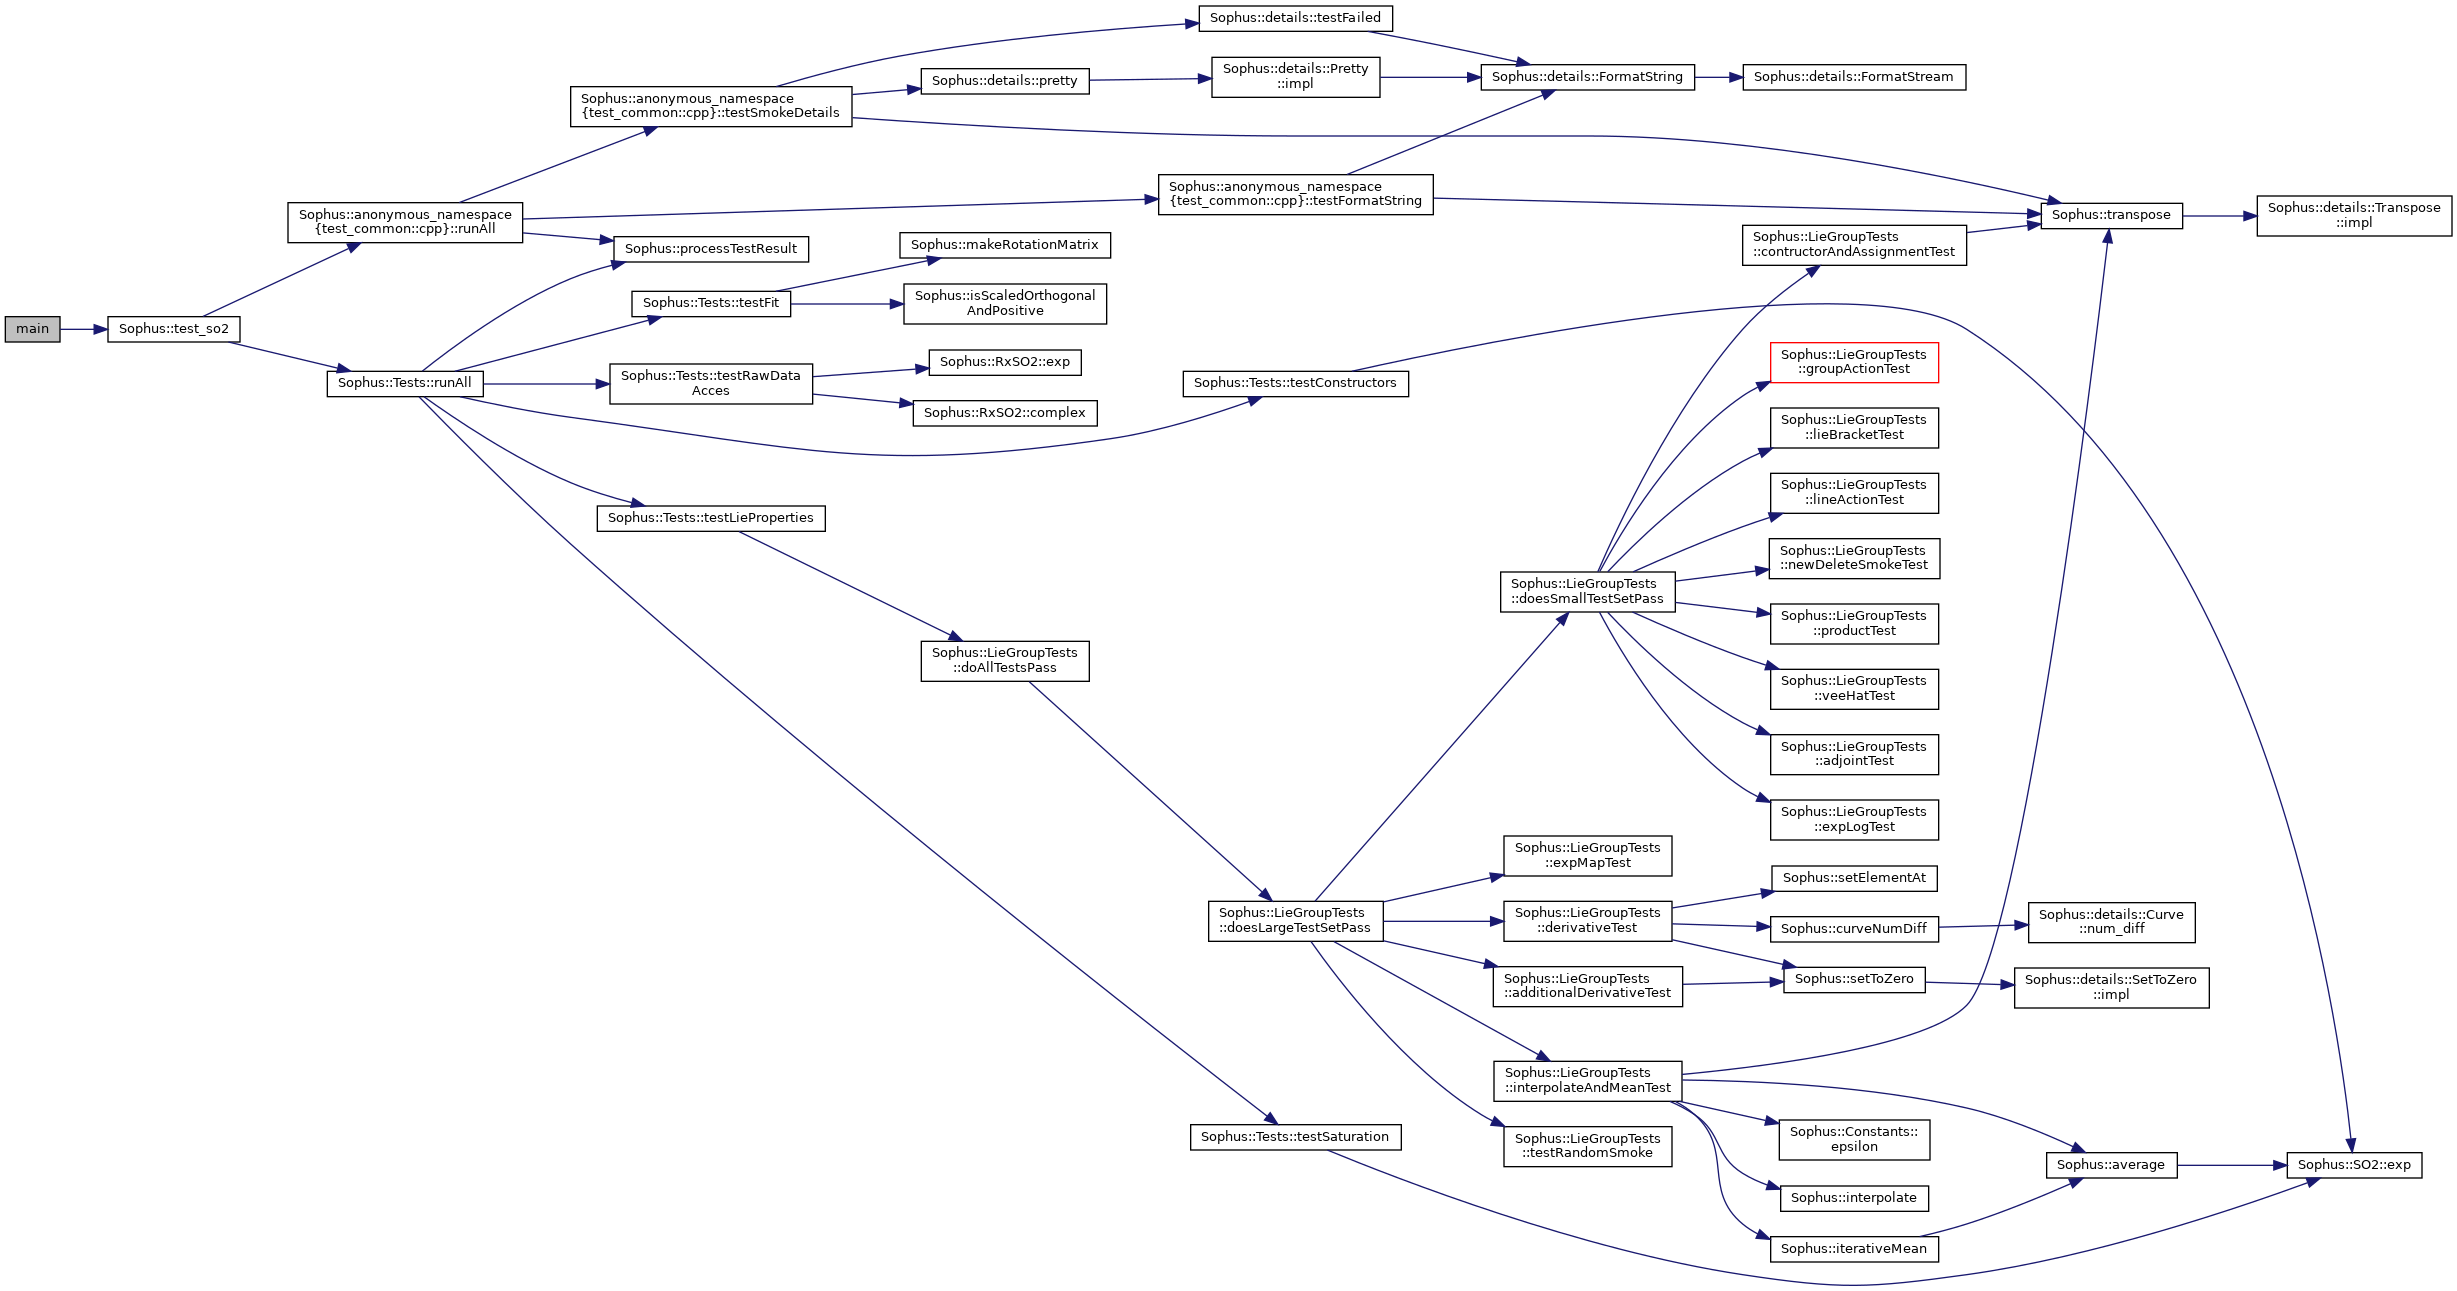 main
Sophus::test_so2
Sophus::anonymous_namespace
{test_common::cpp}::runAll
Sophus::Tests::runAll
Sophus::anonymous_namespace
{test_common::cpp}::testSmokeDetails
Sophus::processTestResult
Sophus::Tests::testFit
Sophus::Tests::testRawData
Acces
Sophus::Tests::testLieProperties
Sophus::details::pretty
Sophus::makeRotationMatrix
Sophus::isScaledOrthogonal
AndPositive
Sophus::RxSO2::exp
Sophus::RxSO2::complex
Sophus::LieGroupTests
::doAllTestsPass
Sophus::details::testFailed
Sophus::details::Pretty
::impl
Sophus::anonymous_namespace
{test_common::cpp}::testFormatString
Sophus::Tests::testConstructors
Sophus::LieGroupTests
::doesLargeTestSetPass
Sophus::Tests::testSaturation
Sophus::details::FormatString
Sophus::LieGroupTests
::doesSmallTestSetPass
Sophus::LieGroupTests
::expMapTest
Sophus::LieGroupTests
::derivativeTest
Sophus::LieGroupTests
::additionalDerivativeTest
Sophus::LieGroupTests
::interpolateAndMeanTest
Sophus::LieGroupTests
::testRandomSmoke
Sophus::details::FormatStream
Sophus::LieGroupTests
::contructorAndAssignmentTest
Sophus::LieGroupTests
::groupActionTest
Sophus::LieGroupTests
::lieBracketTest
Sophus::LieGroupTests
::lineActionTest
Sophus::LieGroupTests
::newDeleteSmokeTest
Sophus::LieGroupTests
::productTest
Sophus::LieGroupTests
::veeHatTest
Sophus::LieGroupTests
::adjointTest
Sophus::LieGroupTests
::expLogTest
Sophus::setElementAt
Sophus::curveNumDiff
Sophus::setToZero
Sophus::Constants::
epsilon
Sophus::interpolate
Sophus::iterativeMean
Sophus::transpose
Sophus::details::Curve
::num_diff
Sophus::details::SetToZero
::impl
Sophus::average
Sophus::details::Transpose
::impl
Sophus::SO2::exp